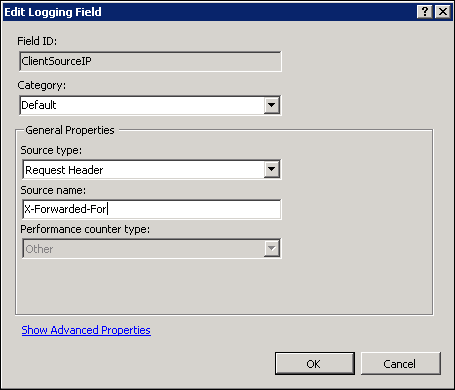 Edit Logging Field
Field ID:
ClientSourceIP
Category:
Default
General Properties
Source type:
Request Header
Source name:
X-Forwarded-For
Performance counter type:
Other
Show Advanced Properties
OK Cancel